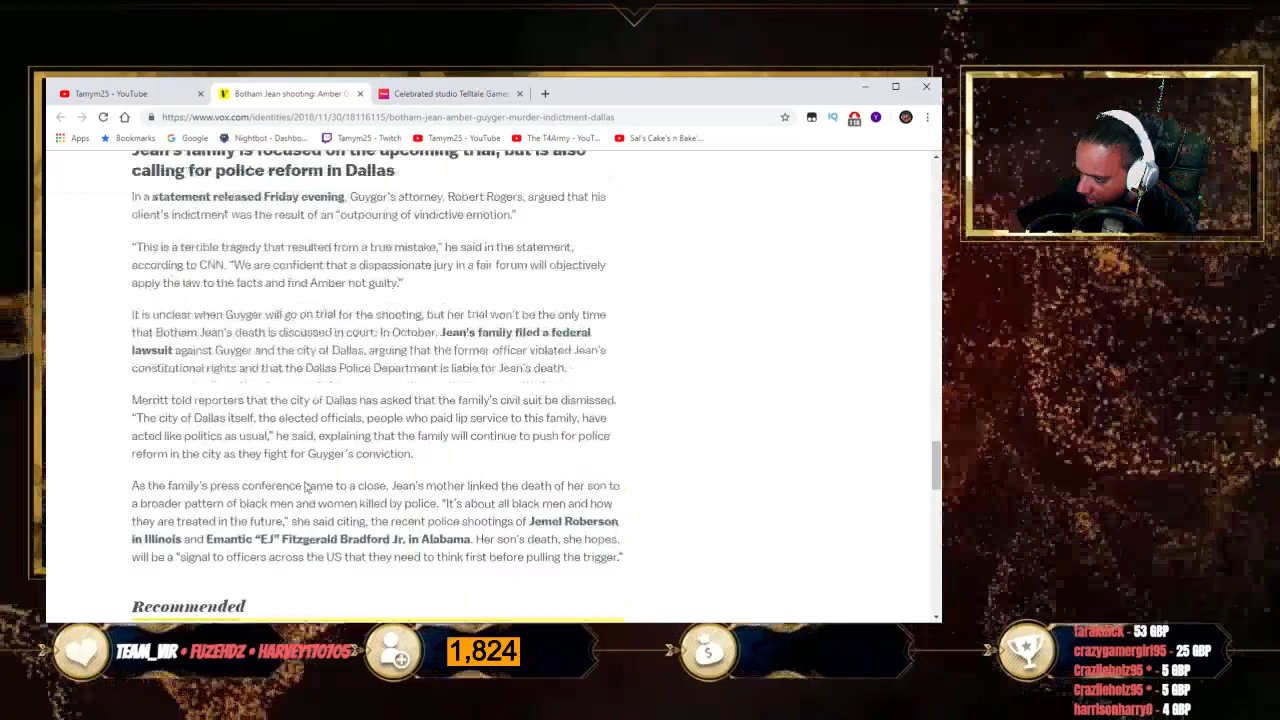 Tamym25 - YouTube
Botham Jean shooting: Amber G
Celebrated studio Telltale Games
https://www.vox.com/identities/2018/11/30/18116115/botham-jean-amber-guyger-murder-indictment-dallas
Apps
Bookmarks
Google
Nightbot - Dashbo...
Tamym25 - Twitch
Tamym25 - YouTube
The T4Army - YouT...
Sal's Cake's n Bake'...
Jean's family is focused on the upcoming trial, but is also
calling for police reform in Dallas
In a statement released Friday evening, Guyger's attorney, Robert Rogers, argued that his
client's indictment was the result of an "outpouring of vindictive emotion."
"This is a terrible tragedy that resulted from a true mistake," he said in the statement,
according to CNN. "We are confident that a dispassionate jury in a fair forum will objectively
apply the law to the facts and find Amber not guilty."
It is unclear when Guyger will go on trial for the shooting, but her trial won't be the only time
that Botham Jean's death is discussed in court. In October, Jean's family filed a federal
lawsuit against Guyger and the city of Dallas, arguing that the former officer violated Jean's
constitutional rights and that the Dallas Police Department is liable for Jean's death.
Merritt told reporters that the city of Dallas has asked that the family's civil suit be dismissed.
"The city of Dallas itself, the elected officials, people who paid lip service to this family, have
acted like politics as usual," he said, explaining that the family will continue to push for police
reform in the city as they fight for Guyger's conviction.
As the family's press conference came to a close, Jean's mother linked the death of her son to
a broader pattern of black men and women killed by police. "It's about all black men and how
they are treated in the future," she said citing, the recent police shootings of Jemel Roberson
in Illinois and Emantic "EJ" Fitzgerald Bradford Jr. in Alabama. Her son's death, she hopes,
will be a "signal to officers across the US that they need to think first before pulling the trigger."
Recommended
TEAM_VIR • FUZEHDZ • HARVEY170705
1,824
53 GBP
crazygamergirl95 - 25 GBP
Crazlieholz95 * - 5 GBP
Crazlieholz95 * - 5 GBP
harrisonharry0 - 4 GBP